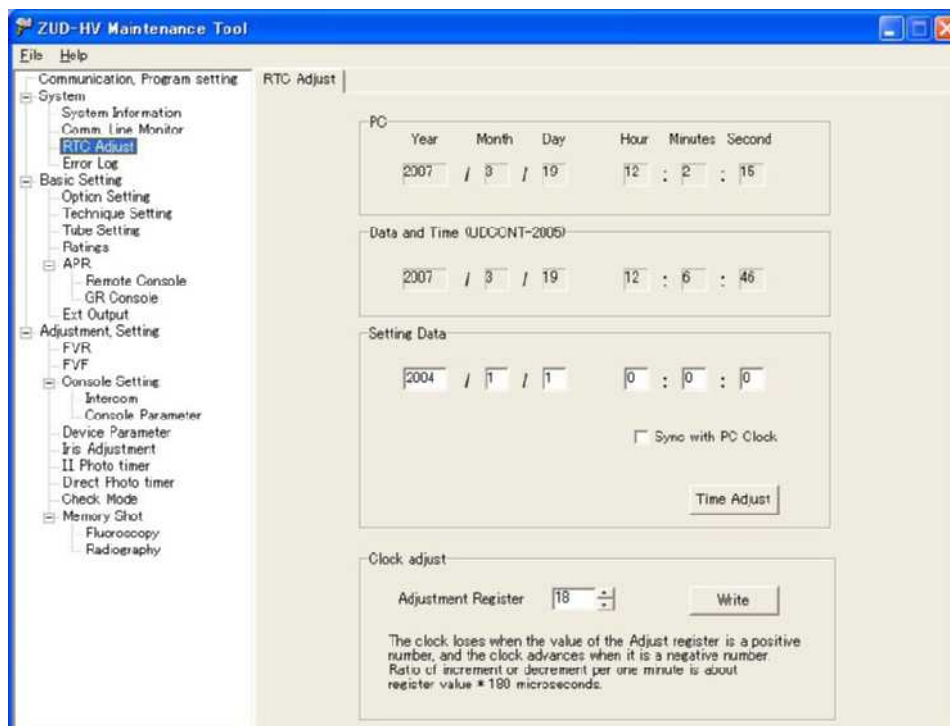 ZUD-HV Maintenance Tool
File Help
Communication, Program setting
System
System Information
Comm. Line Monitor
RTC Adjust
Error Log
Basic Setting
Option Setting
Technique Setting
Tube Setting
Ratings
APR
Remote Console
GR Console
Ext Output
Adjustment, Setting
FVR
FVF
Console Setting
Intercom
Console Parameter
Device Parameter
Iris Adjustment
II Photo timer
Direct Photo timer
Check Mode
Memory Shot
Fluoroscopy
Radiography
RTC Adjust
PC
Year Month Day Hour Minutes Second
2007 / 3 / 19 12 : 2 : 15
Data and Time (UDCONT-2005)
2007 / 3 / 19 12 : 6 : 46
Setting Data
2004 / 1 / 1 0 : 0 : 0
Sync with PC Clock
Time Adjust
Clock adjust
Adjustment Register 18 Write
The clock loses when the value of the Adjust register is a positive
number, and the clock advances when it is a negative number.
Ratio of increment or decrement per one minute is about
register value * 180 microseconds.